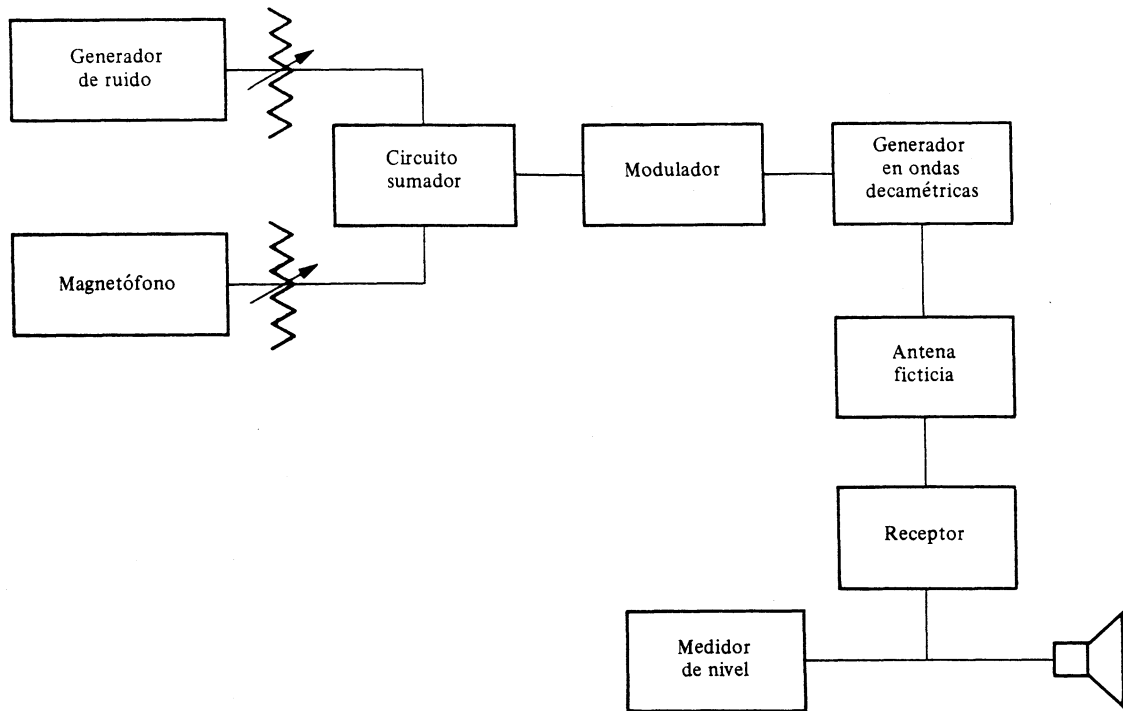 Generador
de ruido
Circuito
sumador
Modulador
Generador
en ondas
decamétricas
Magnetófono
Antena
ficticia
Receptor
Medidor
de nivel